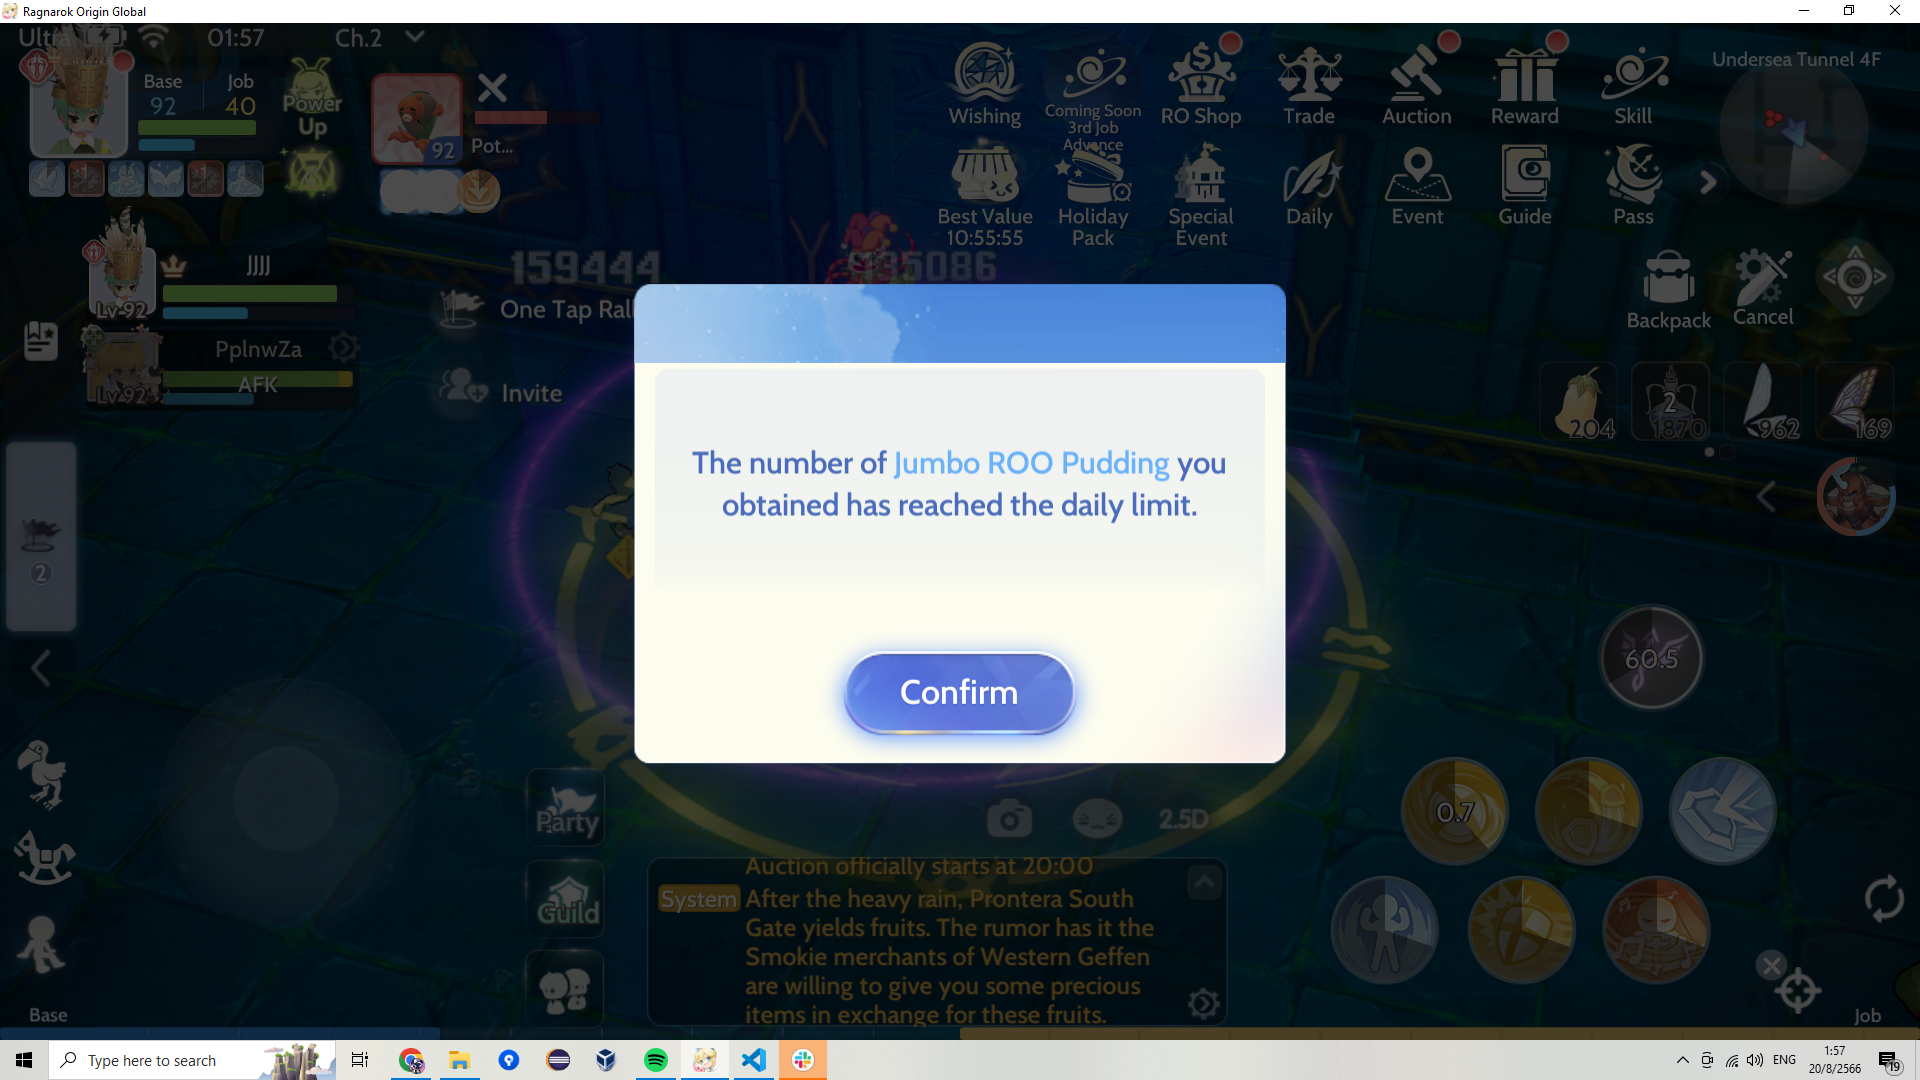 Ragnarok Origin Global
Ultra
01:57
Ch.2
Base
92
Job
40
Power
Up
92
Pot...
Wishing
Coming Soon
3rd Job
Advance
RO Shop
Trade
Auction
Reward
Skill
Undersea Tunnel 4F
Best Value
10:55:55
Holiday
Pack
Special
Event
Daily
Event
Guide
Pass
JJJJ
Lv-92
159444
One Tap Rall
Backpack
Cancel
PplnwZa
AFK
Lv-92
Invite
204
2
1870
962
169
The number of Jumbo ROO Pudding you
obtained has reached the daily limit.
Confirm
2
60.5
0.7
Party
2.5D
Guild
Auction officially starts at 20:00
System After the heavy rain, Prontera South
Gate yields fruits. The rumor has it the
Smokie merchants of Western Geffen
are willing to give you some precious
items in exchange for these fruits.
Base
Job
Type here to search
ENG
1:57
20/8/2566
19